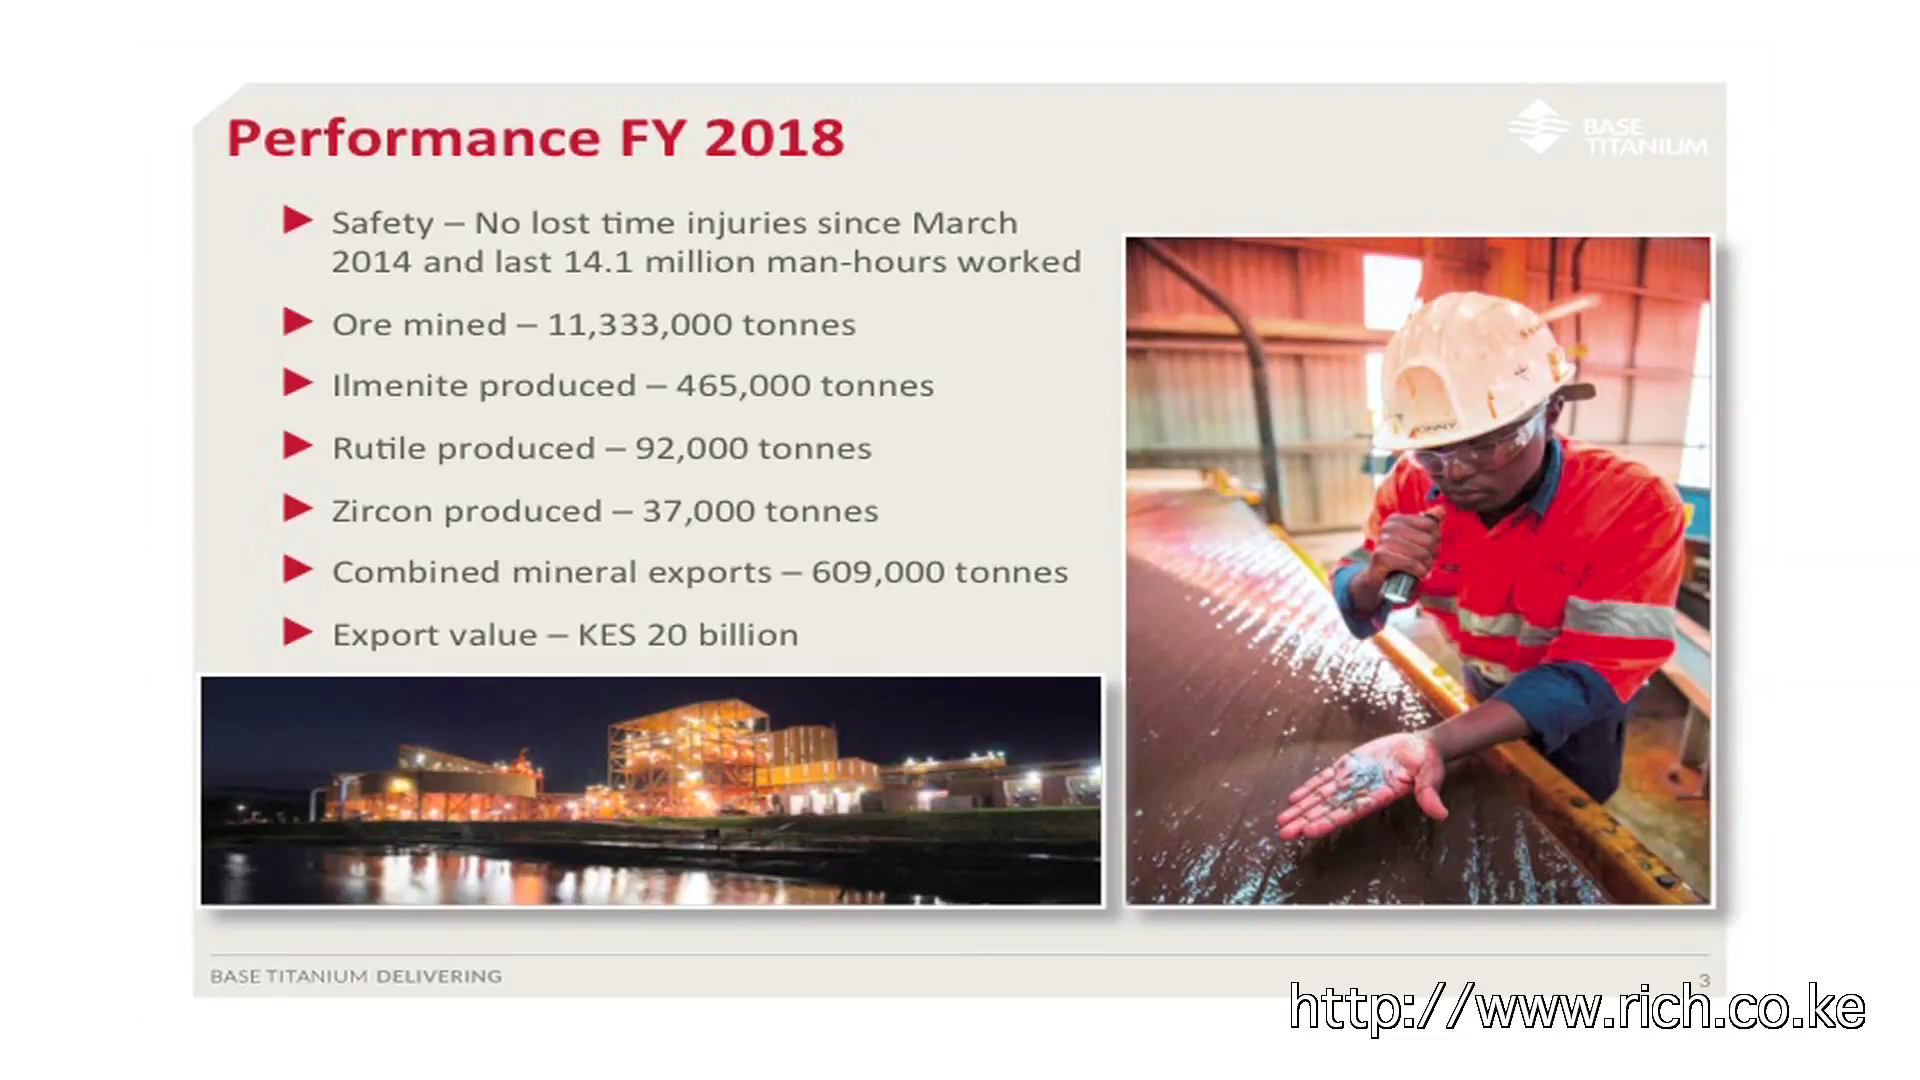 Performance FY 2018
BASE
TITANIUM
Safety – No lost time injuries since March
2014 and last 14.1 million man-hours worked
Ore mined – 11,333,000 tonnes
Ilmenite produced – 465,000 tonnes
Rutile produced – 92,000 tonnes
Zircon produced – 37,000 tonnes
Combined mineral exports – 609,000 tonnes
Export value – KES 20 billion
BASE TITANIUM DELIVERING
3
http://www.rich.co.ke